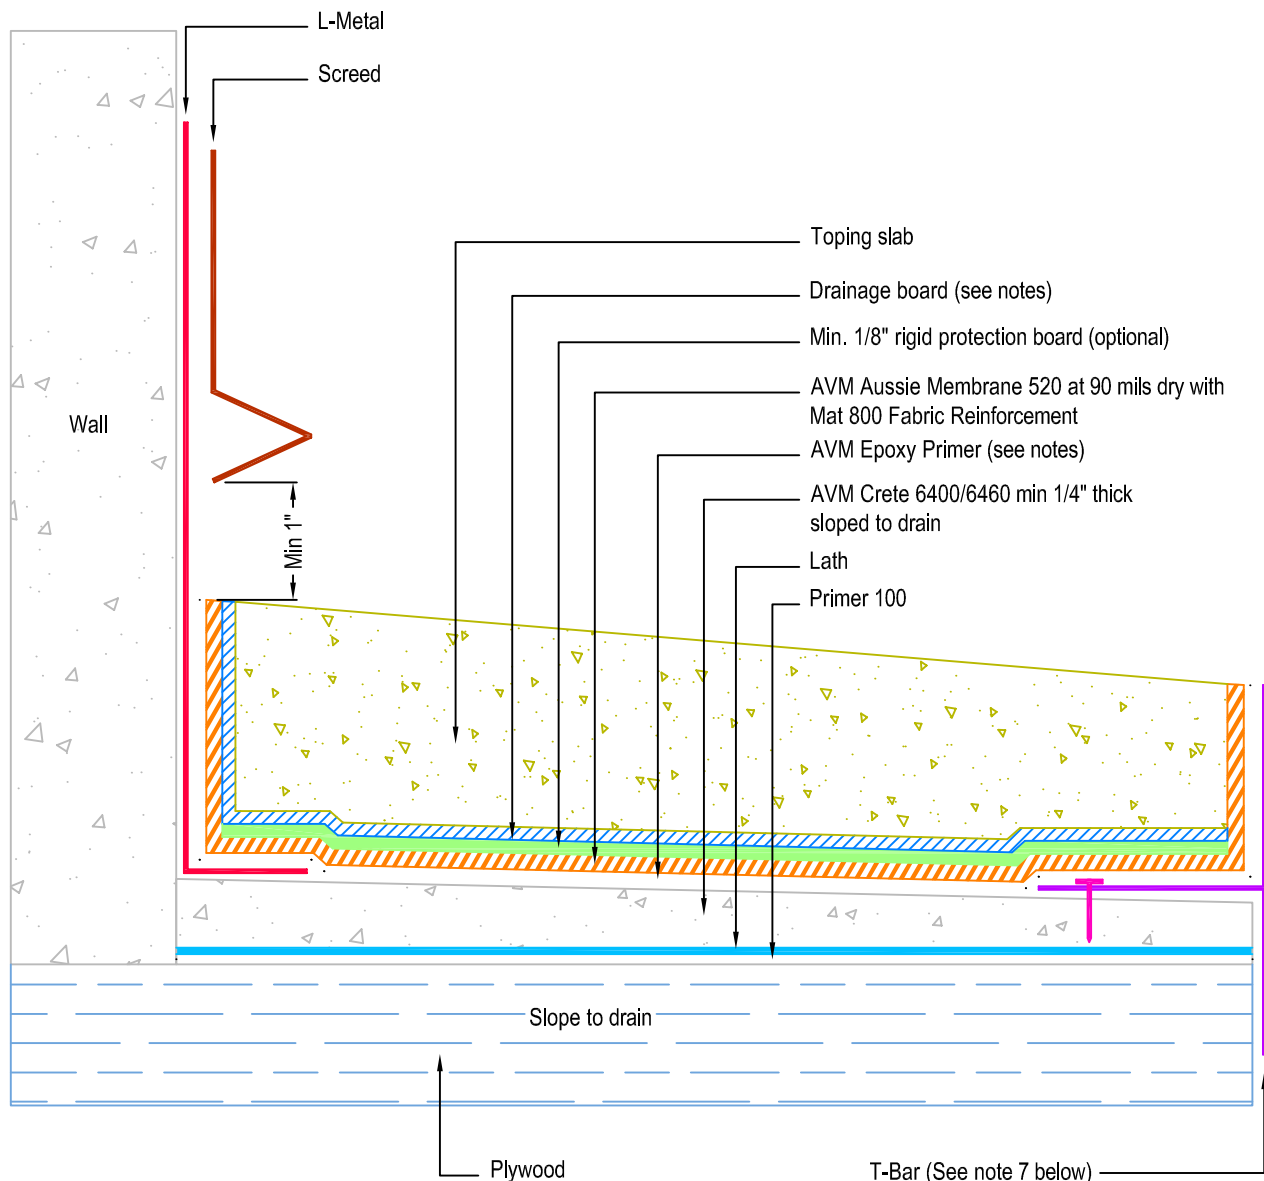 L-Metal
Screed
Toping slab
Drainage board (see notes)
Min. 1/8" rigid protection board (optional)
AVM Aussie Membrane 520 at 90 mils dry with
Mat 800 Fabric Reinforcement
AVM Epoxy Primer (see notes)
AVM Crete 6400/6460 min 1/4" thick
sloped to drain
Lath
Primer 100
Wall
Min 1"
Slope to drain
Plywood
T-Bar (See note 7 below)